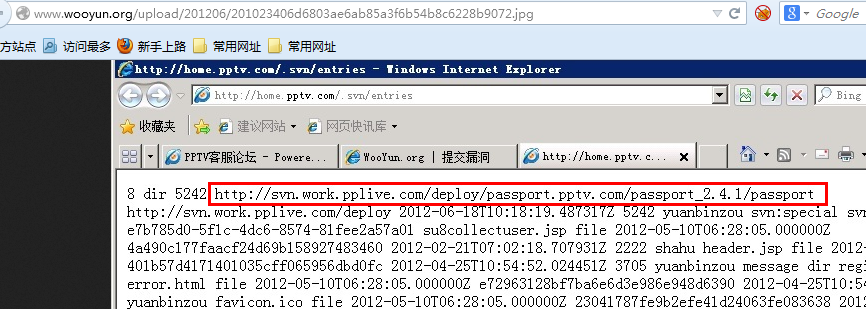 www.wooyun.org/upload/201206/201023406d6803ae6ab85a3f6b54b8c6228b9072.jpg
Google
方站点 访问最多 新手上路 常用网址 常用网址
http://home.pptv.com/.svn/entries - Windows Internet Explorer
http://home.pptv.com/.svn/entries
Bing
收藏夹 建议网站 网页快讯库
PPTV客服论坛 - Powere... WooYun.org | 提交漏洞 http://home.pptv.c...
8 dir 5242 http://svn.work.pplive.com/deploy/passport.pptv.com/passport_2.4.1/passport
http://svn.work.pplive.com/deploy 2012-06-18T10:18:19.487317Z 5242 yuanbinzou svn:special sv
e7b785d0-5f1c-4dc6-8574-81fee2a57a01 su8collectuser.jsp file 2012-05-10T06:28:05.000000Z
4a490c177faacf24d69b158927483460 2012-02-21T07:02:18.707931Z 2222 shahu header.jsp file 2012
401b57d4171401035cff065956dbd0fc 2012-04-25T10:54:52.024451Z 3705 yuanbinzou message dir reg
error.html file 2012-05-10T06:28:05.000000Z e72963128bf7ba6e6d3e986e948d6390 2012-04-25T10:54
yuanbinzou favicon.ico file 2012-05-10T06:28:05.000000Z 23041787fe9b2efe41d24063fe083638 2012